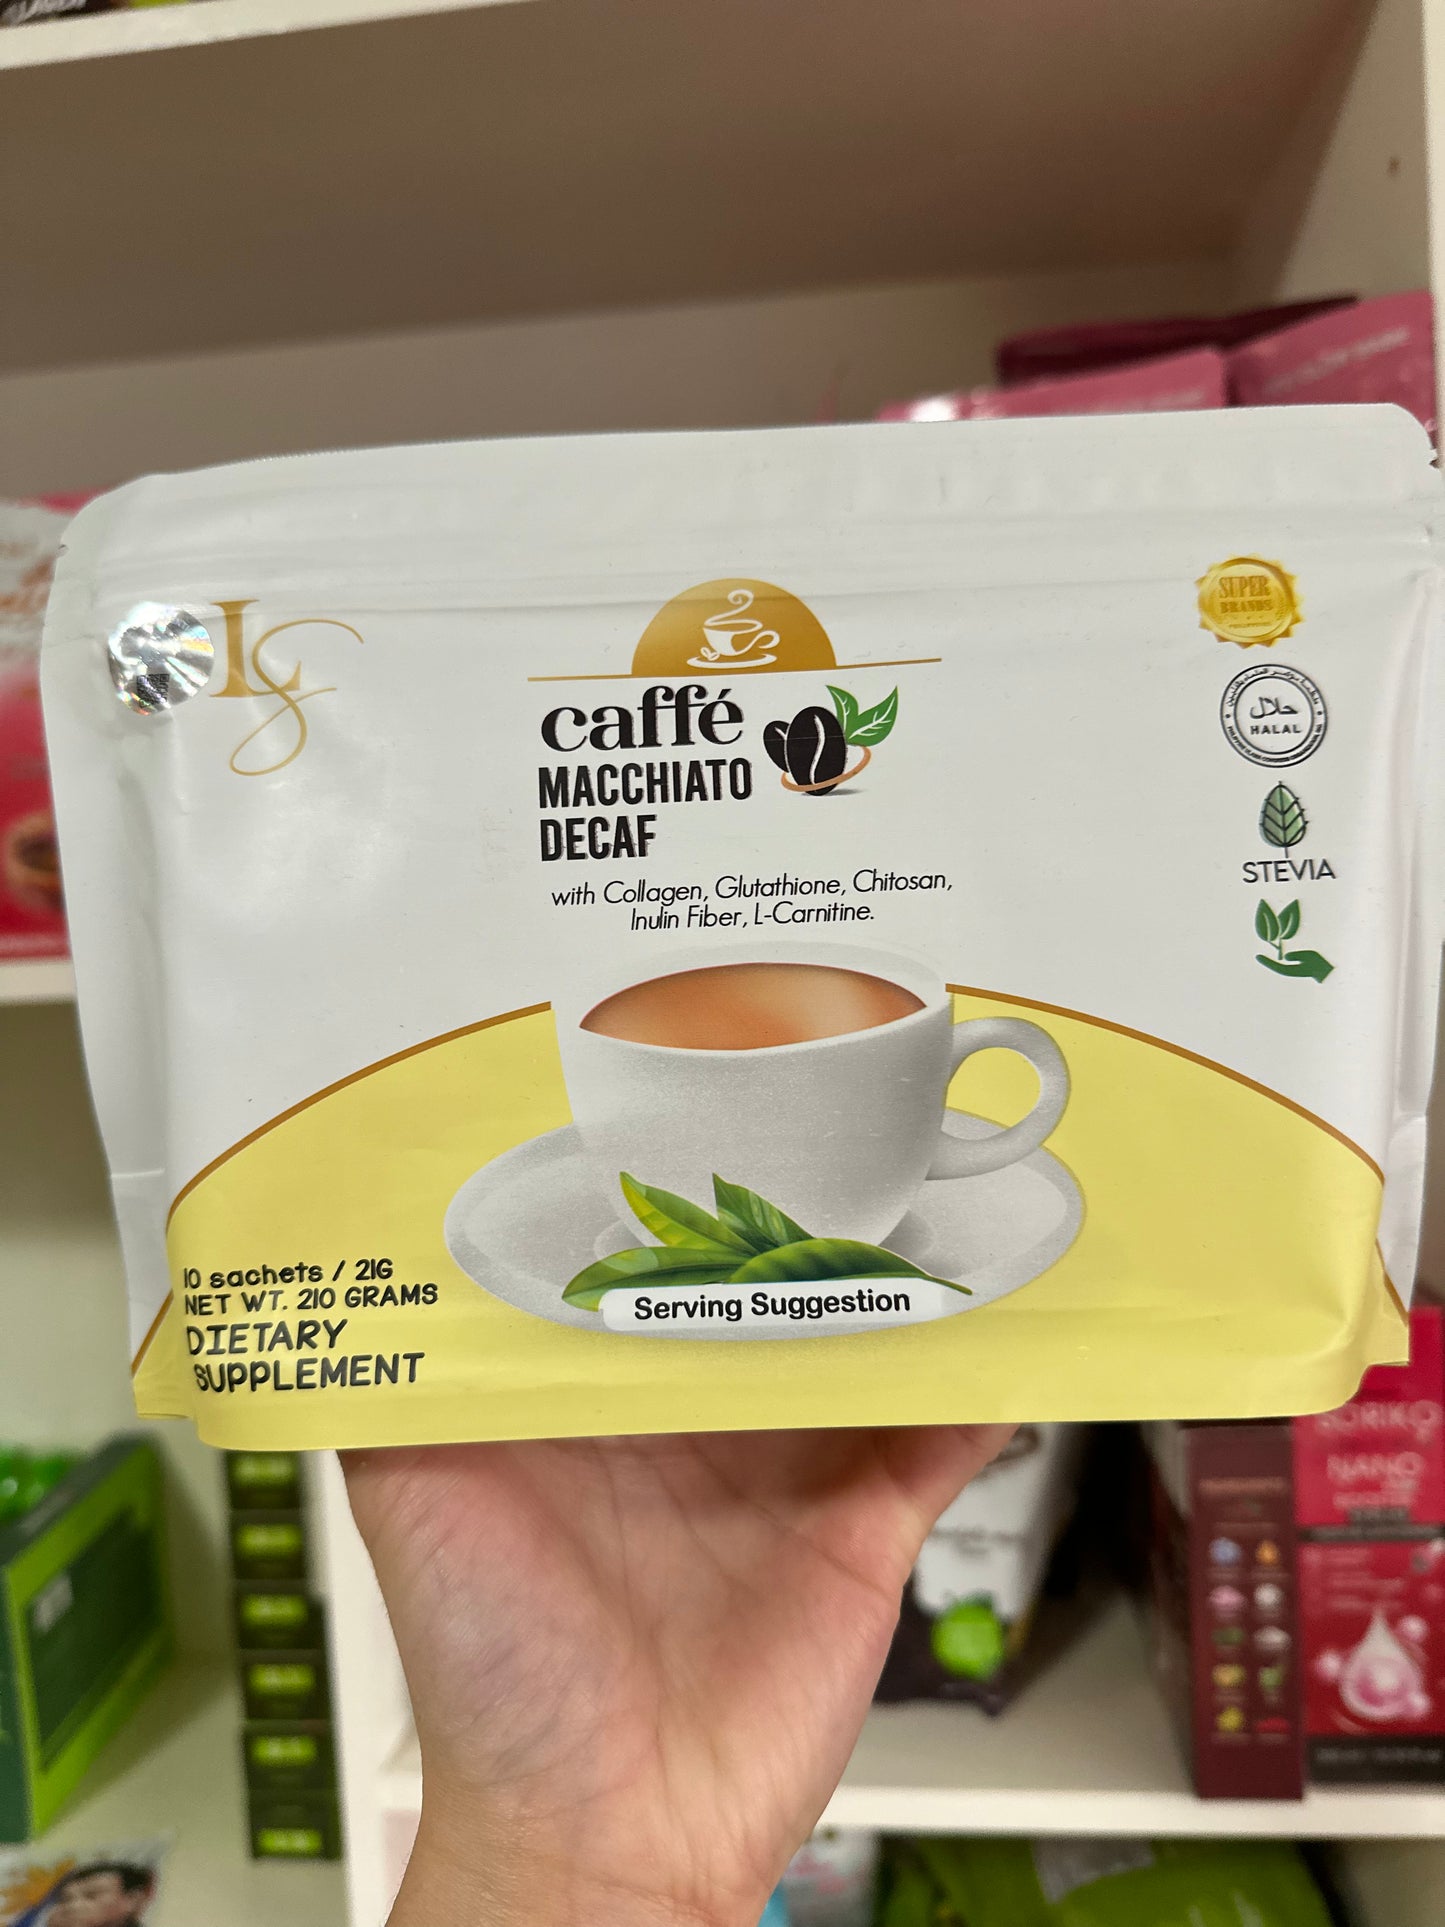 LS
SUPER
BRANDS
caffé
MACCHIATO
DECAF
with Collagen, Glutathione, Chitosan,
Inulin Fiber, L-Carnitine.
حلال
HALAL
STEVIA
10 sachets / 21G
NET WT. 210 GRAMS
DIETARY
SUPPLEMENT
Serving Suggestion
NANO